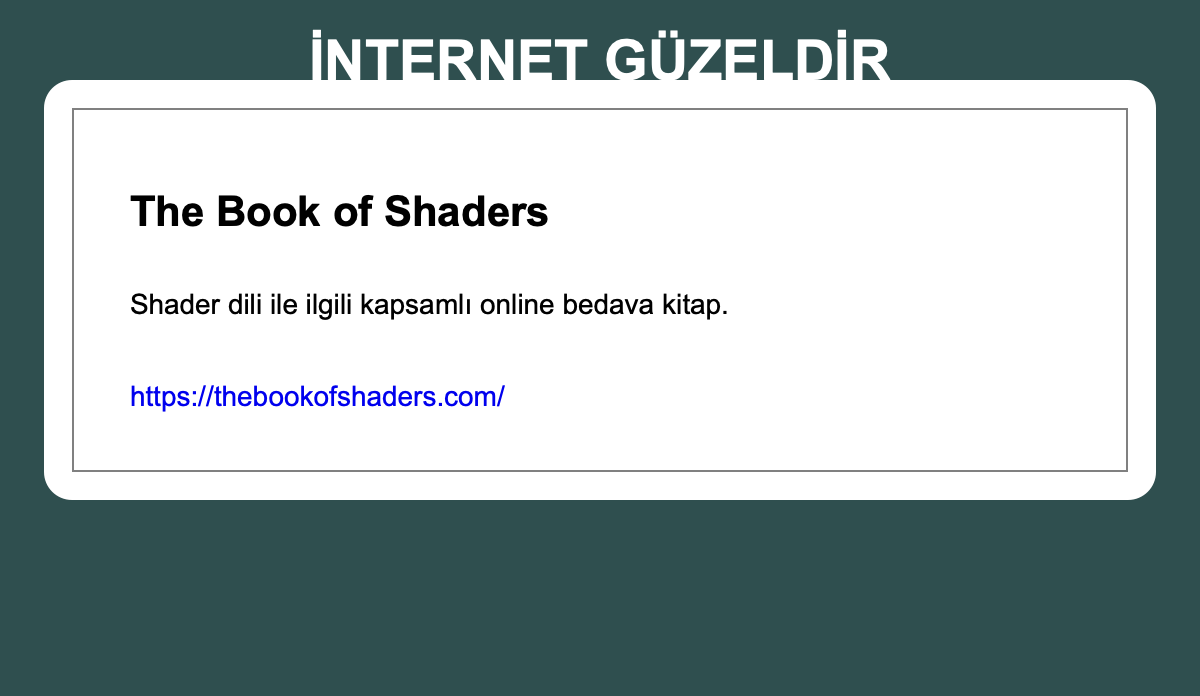 İNTERNET GÜZELDİR
The Book of Shaders
Shader dili ile ilgili kapsamlı online bedava kitap.
https://thebookofshaders.com/